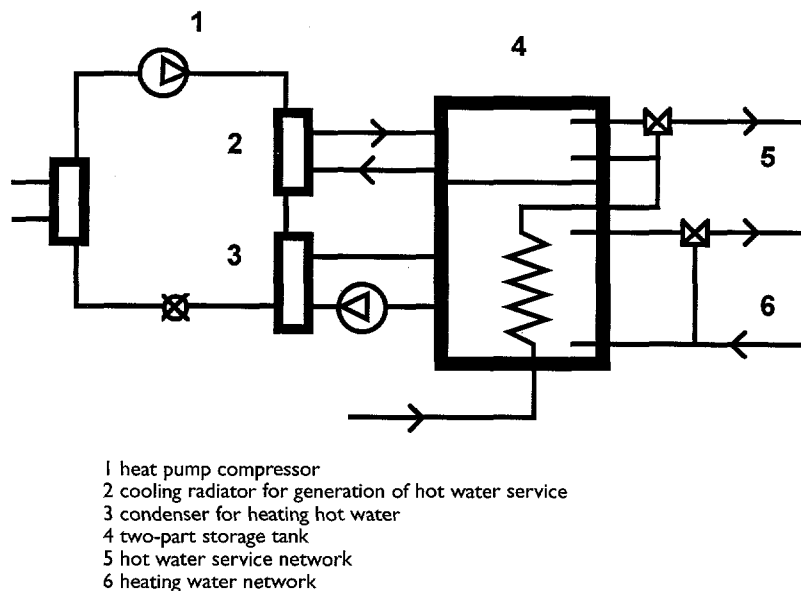 1
4
2
5
3
6
1 heat pump compressor
2 cooling radiator for generation of hot water service
3 condenser for heating hot water
4 two-part storage tank
5 hot water service network
6 heating water network